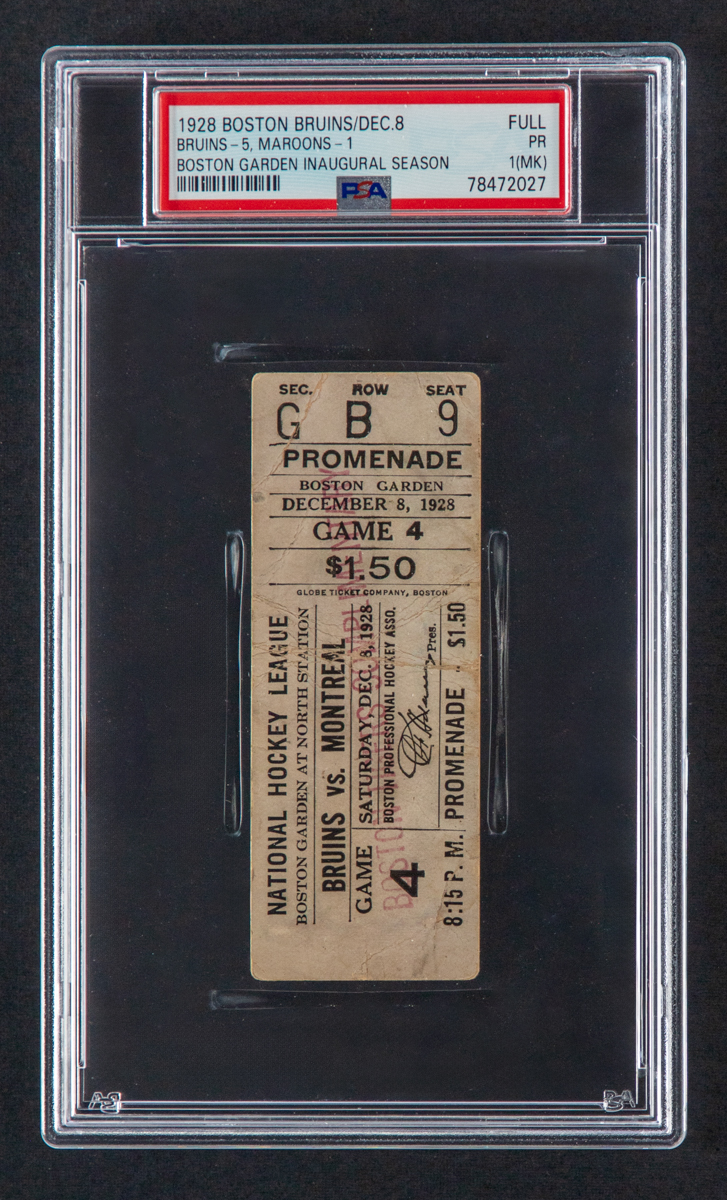 1928 BOSTON BRUINS/DEC.8 FULL
BRUINS - 5, MAROONS - 1 PR
BOSTON GARDEN INAUGURAL SEASON 1(MK)
PSA 78472027
SEC. ROW SEAT
G B 9
PROMENADE
BOSTON GARDEN
DECEMBER 8, 1928
GAME 4
$1.50
GLOBE TICKET COMPANY, BOSTON
NATIONAL HOCKEY LEAGUE
BOSTON GARDEN AT NORTH STATION
BRUINS VS. MONTREAL
GAME 4
SATURDAY, DEC. 8, 1928
BOSTON PROFESSIONAL HOCKEY ASSO.
Pres.
8:15 P. M. PROMENADE - $1.50
BOSTON